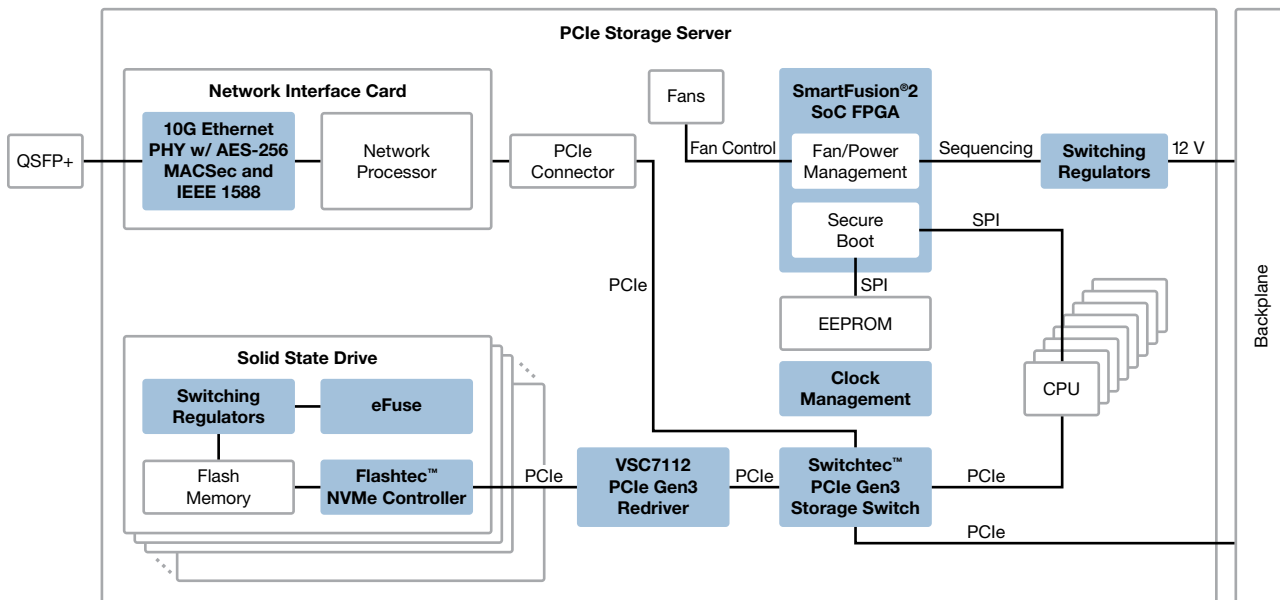 PCIe Storage Server
Network Interface Card
QSFP+
10G Ethernet
PHY w/ AES-256
MACSec and
IEEE 1588
Network
Processor
PCIe
Connector
PCIe
Fans
Fan Control
SmartFusion®2
SoC FPGA
Fan/Power
Management
Sequencing
Switching
Regulators
12 V
Secure
Boot
SPI
SPI
EEPROM
Clock
Management
CPU
Backplane
Solid State Drive
Switching
Regulators
eFuse
Flash
Memory
Flashtec™
NVMe Controller
PCIe
VSC7112
PCIe Gen3
Redriver
PCIe
Switchtec™
PCIe Gen3
Storage Switch
PCIe
PCIe